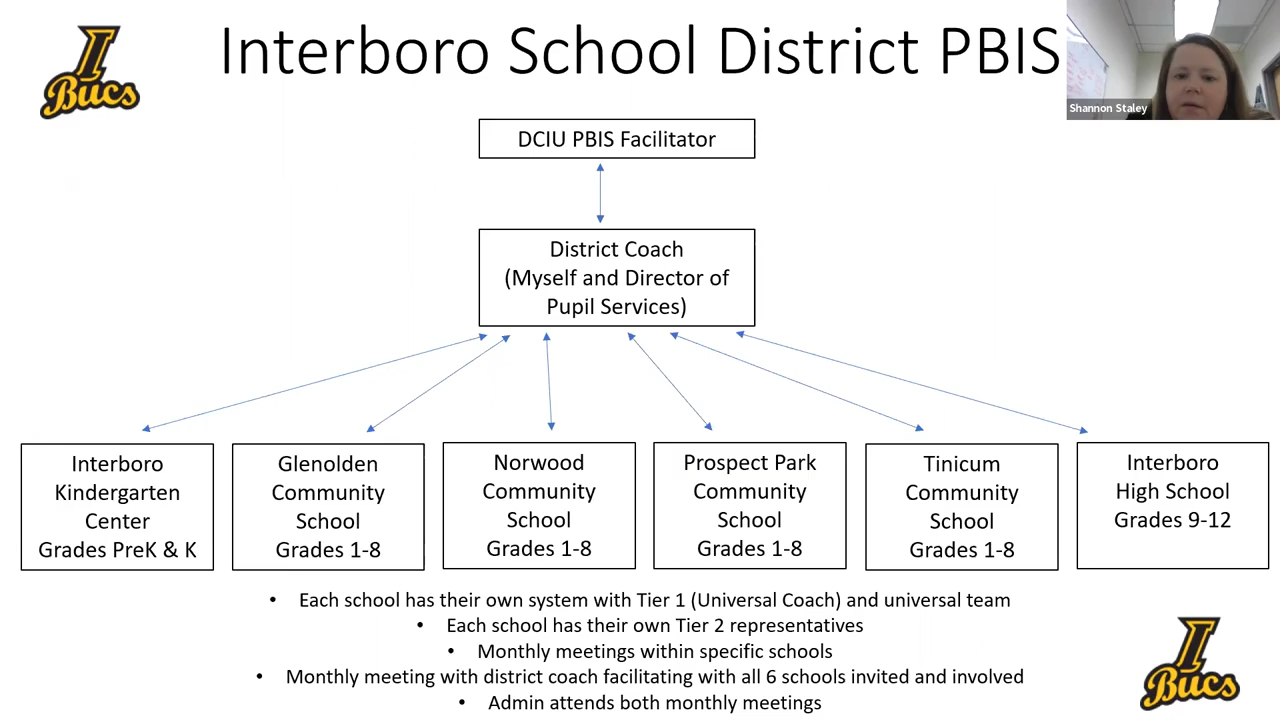 Interboro School District PBIS
I
Bucs
Shannon Staley
DCIU PBIS Facilitator
District Coach
(Myself and Director of
Pupil Services)
Interboro
Kindergarten
Center
Grades PreK & K
Glenolden
Community
School
Grades 1-8
Norwood
Community
School
Grades 1-8
Prospect Park
Community
School
Grades 1-8
Tinicum
Community
School
Grades 1-8
Interboro
High School
Grades 9-12
• Each school has their own system with Tier 1 (Universal Coach) and universal team
• Each school has their own Tier 2 representatives
• Monthly meetings within specific schools
• Monthly meeting with district coach facilitating with all 6 schools invited and involved
• Admin attends both monthly meetings
I
Bucs